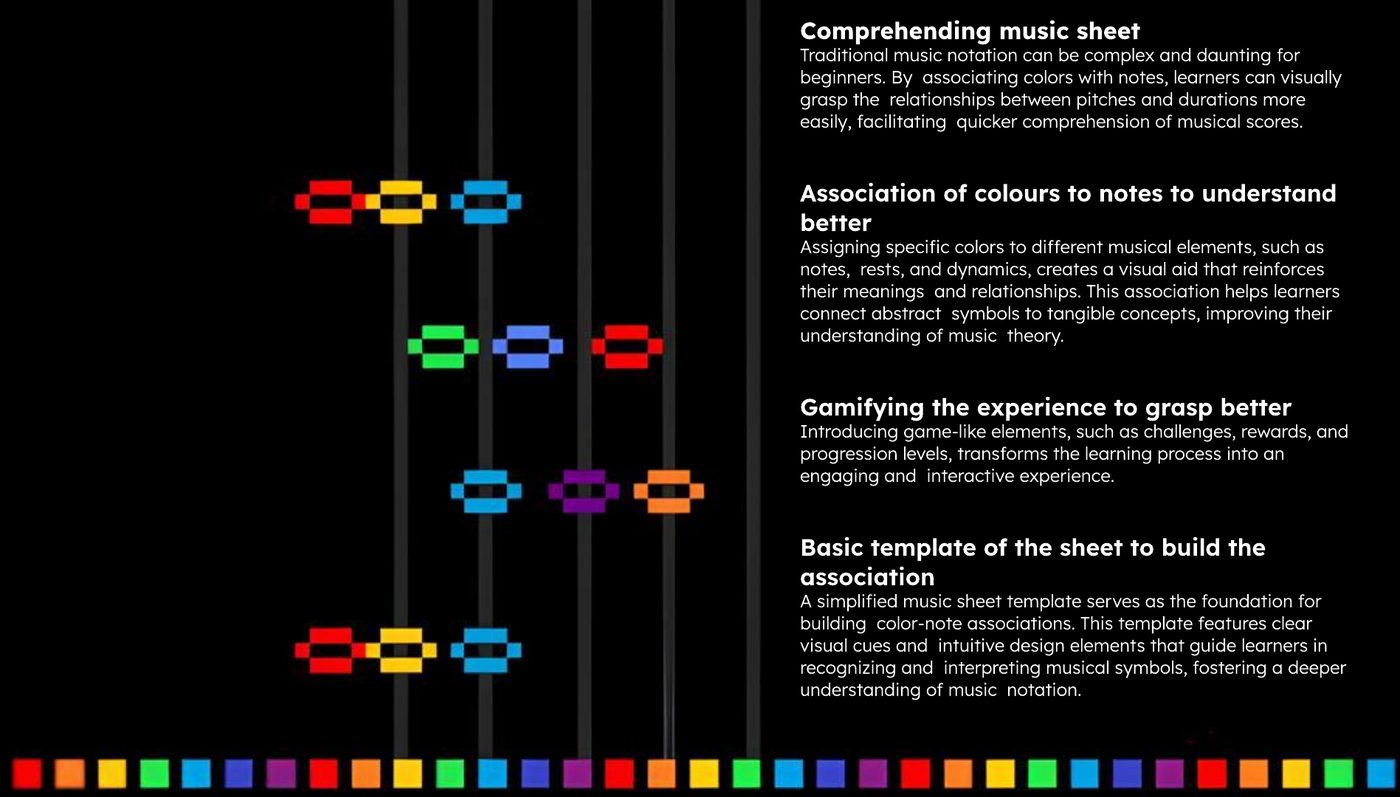 Comprehending music sheet
Traditional music notation can be complex and daunting for
beginners. By  associating colors with notes, learners can visually
grasp the  relationships between pitches and durations more
easily, facilitating  quicker comprehension of musical scores.
Association of colours to notes to understand
better
Assigning specific colors to different musical elements, such as
notes,  rests, and dynamics, creates a visual aid that reinforces
their meanings  and relationships. This association helps learners
connect abstract  symbols to tangible concepts, improving their
understanding of music  theory.
Gamifying the experience to grasp better
Introducing game-like elements, such as challenges, rewards, and
progression levels, transforms the learning process into an
engaging and  interactive experience.
Basic template of the sheet to build the
association
A simplified music sheet template serves as the foundation for
building  color-note associations. This template features clear
visual cues and  intuitive design elements that guide learners in
recognizing and  interpreting musical symbols, fostering a deeper
understanding of music  notation.